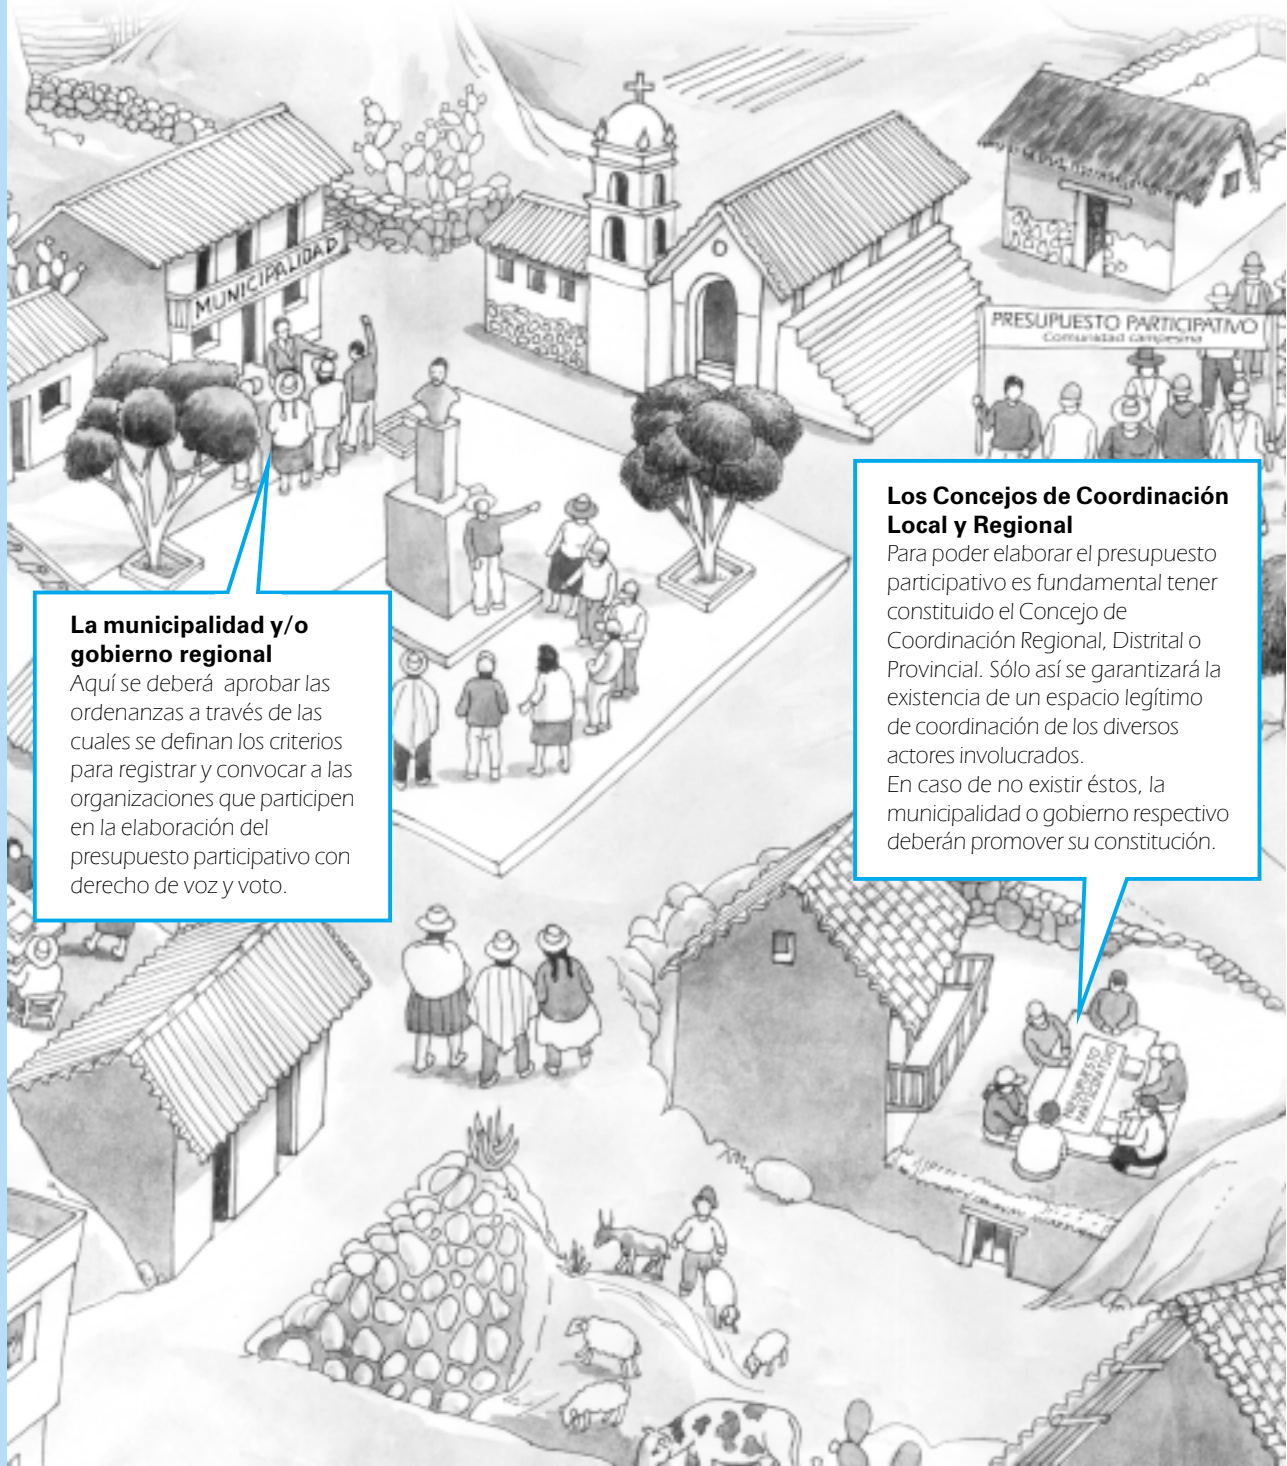 MUNICIPALIDAD
PRESUPUESTO PARTICIPATIVO
Comunidad campesina
Los Concejos de Coordinación
Local y Regional
Para poder elaborar el presupuesto
participativo es fundamental tener
constituido el Concejo de
Coordinación Regional, Distrital o
Provincial. Sólo así se garantizará la
existencia de un espacio legítimo
de coordinación de los diversos
actores involucrados.
En caso de no existir éstos, la
municipalidad o gobierno respectivo
deberán promover su constitución.
La municipalidad y/o
gobierno regional
Aquí se deberá  aprobar las
ordenanzas a través de las
cuales se definan los criterios
para registrar y convocar a las
organizaciones que participen
en la elaboración del
presupuesto participativo con
derecho de voz y voto.
PRESUPUESTO
PARTICIPATIVO